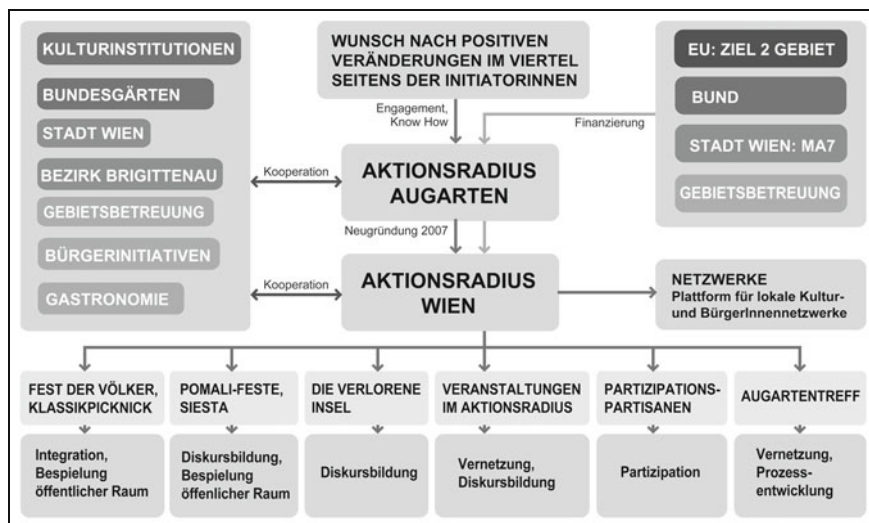 KULTURINSTITUTIONEN
BUNDESGÄRTEN
STADT WIEN
BEZIRK BRIGITTENAU
GEBIETSBETREUUNG
BÜRGERINITIATIVEN
GASTRONOMIE
WUNSCH NACH POSITIVEN
VERÄNDERUNGEN IM VIERTEL
SEITENS DER INITIATORINNEN
EU: ZIEL 2 GEBIET
BUND
STADT WIEN: MA7
GEBIETSBETREUUNG
Engagement,
Know How
Finanzierung
Kooperation
AKTIONSRADIUS
AUGARTEN
Neugründung 2007
Kooperation
AKTIONSRADIUS
WIEN
NETZWERKE
Plattform für lokale Kultur-
und BürgerInnennetzwerke
FEST DER VÖLKER,
KLASSIKPICKNICK
POMALI-FESTE,
SIESTA
DIE VERLORENE
INSEL
VERANSTALTUNGEN
IM AKTIONSRADIUS
PARTIZIPATIONS-
PARTISANEN
AUGARTENTREFF
Integration,
Bespielung
öffentlicher Raum
Diskursbildung,
Bespielung
öffenlicher Raum
Diskursbildung
Vernetzung,
Diskursbildung
Partizipation
Vernetzung,
Prozess-
entwicklung